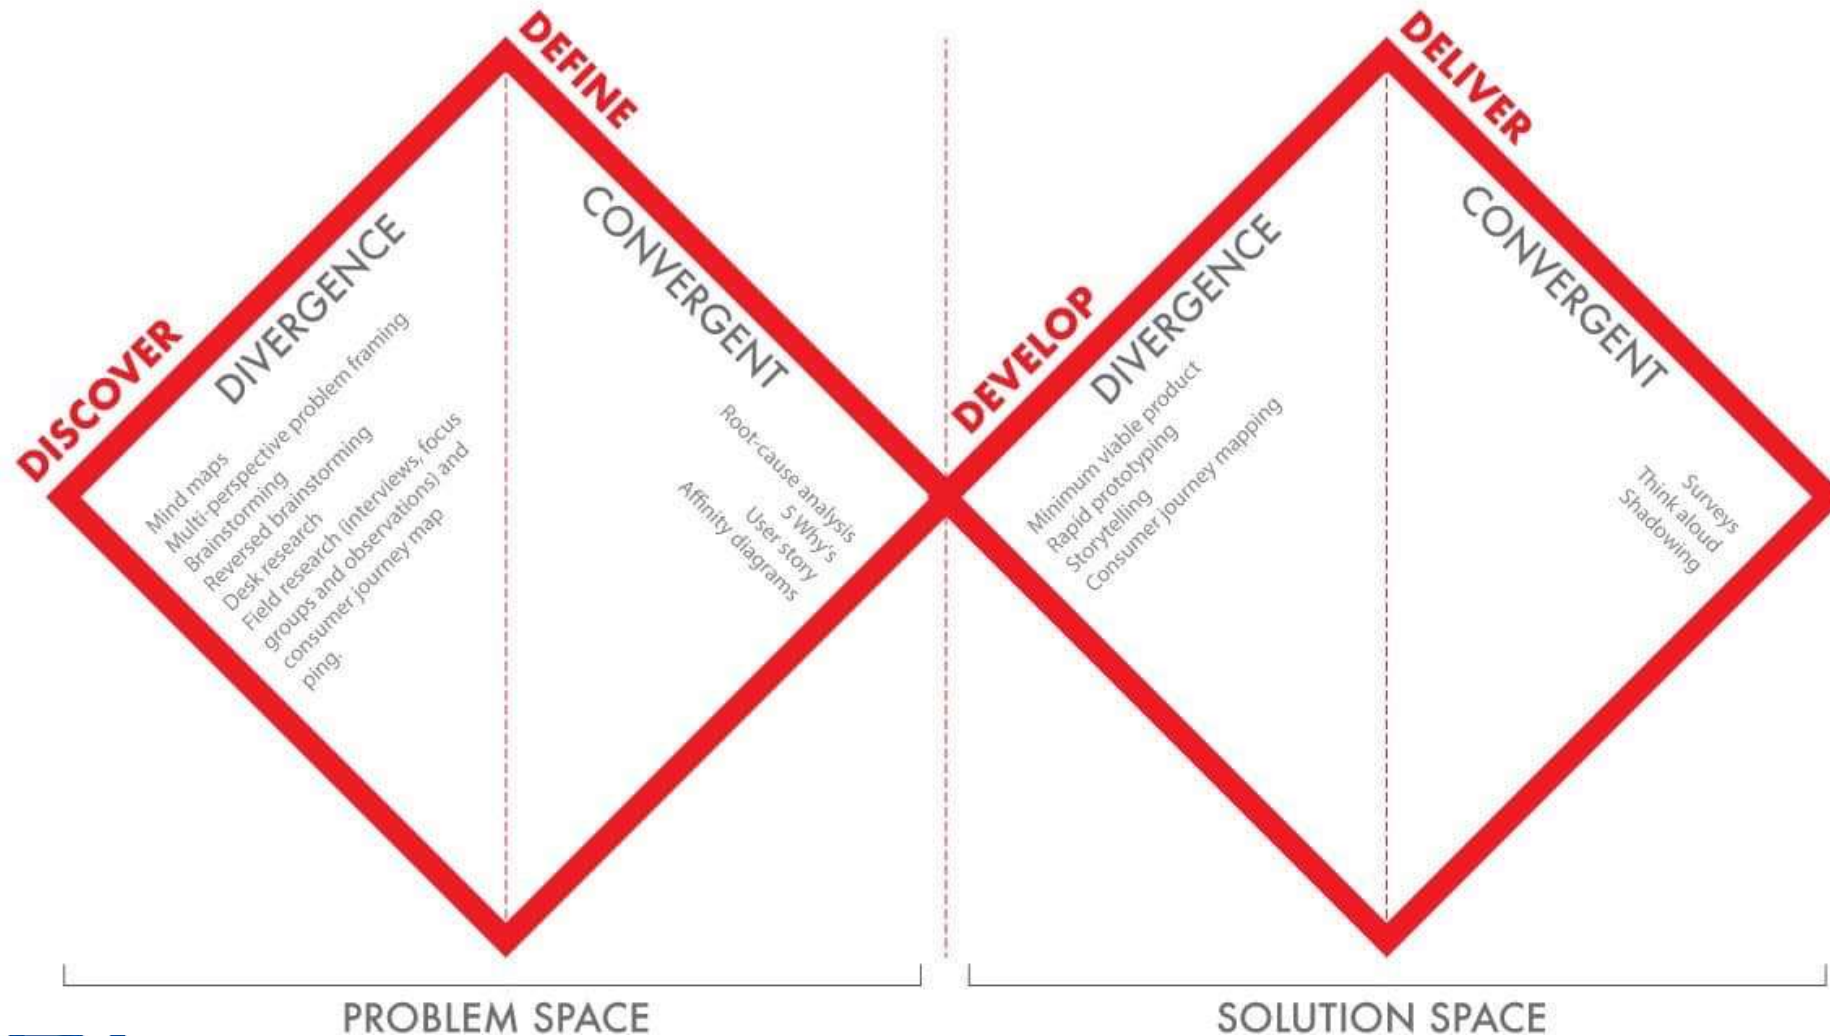 DISCOVER
DIVERGENCE
Mind maps
Multi-perspective problem framing
Brainstorming
Reversed brainstorming
Desk research
Field research (interviews, focus
groups and observations) and
consumer journey map
ping.
DEFINE
CONVERGENT
Root-cause analysis
5 Why's
User story
Affinity diagrams
DEVELOP
DIVERGENCE
Minimum viable product
Rapid prototyping
Storytelling
Consumer journey mapping
DELIVER
CONVERGENT
Surveys
Think aloud
Shadowing
PROBLEM SPACE
SOLUTION SPACE